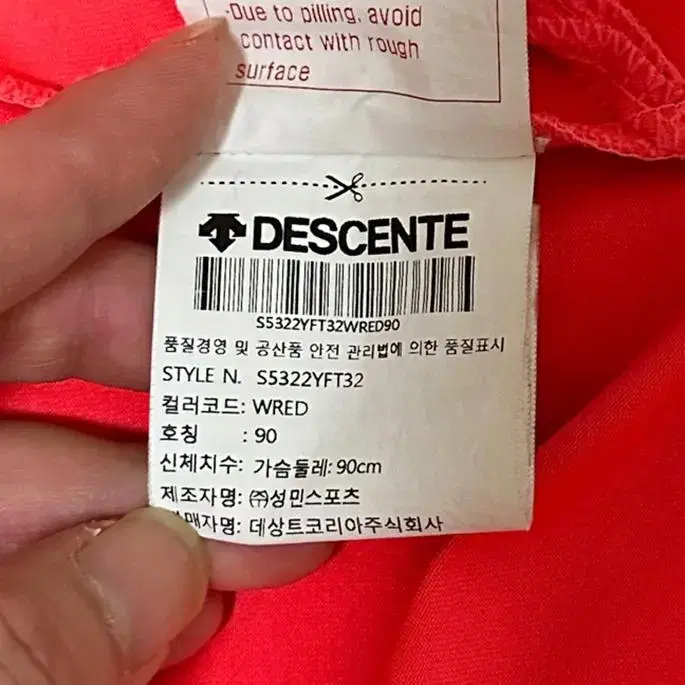 -Due to pilling, avoid
contact with rough
surface
DESCENTE
S5322YFT32WRED90
품질경영 및 공산품 안전 관리법에 의한 품질표시
STYLE N. S5322YFT32
컬러코드: WRED
호칭 : 90
신체치수: 가슴둘레: 90cm
제조자명: ㈜성민스포츠
매자명: 데상트코리아주식회사